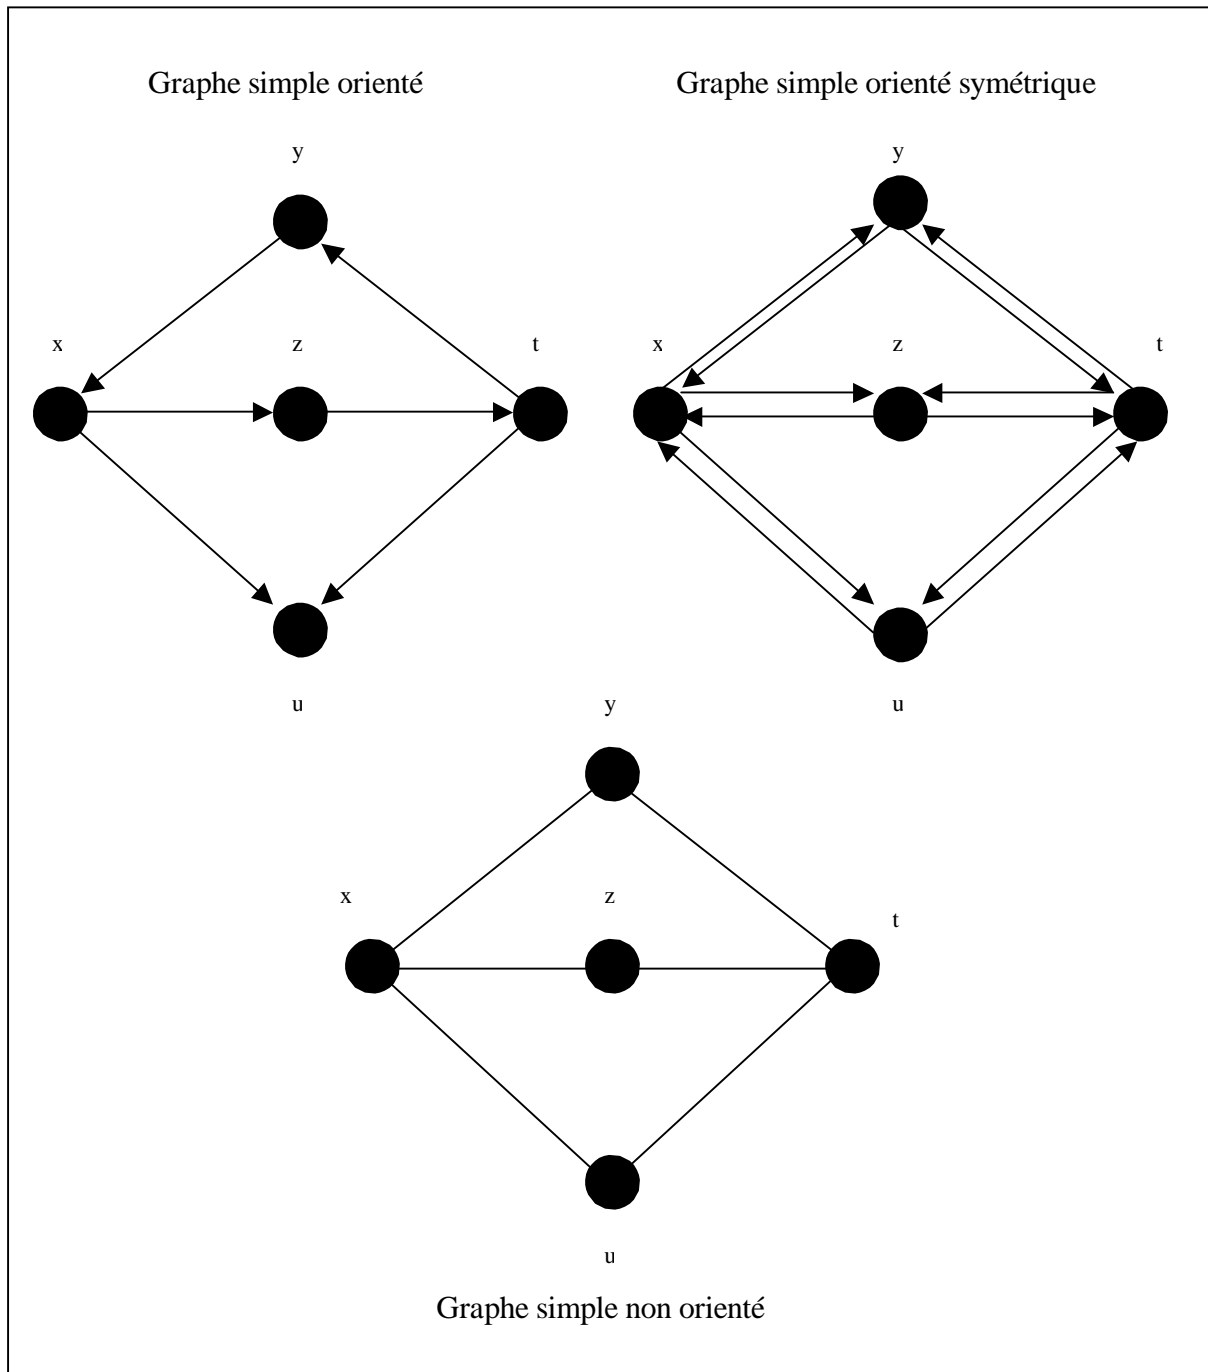 Graphe simple orienté
Graphe simple orienté symétrique
y
y
x
z
t
x
z
t
u
u
y
x
z
t
u
Graphe simple non orienté